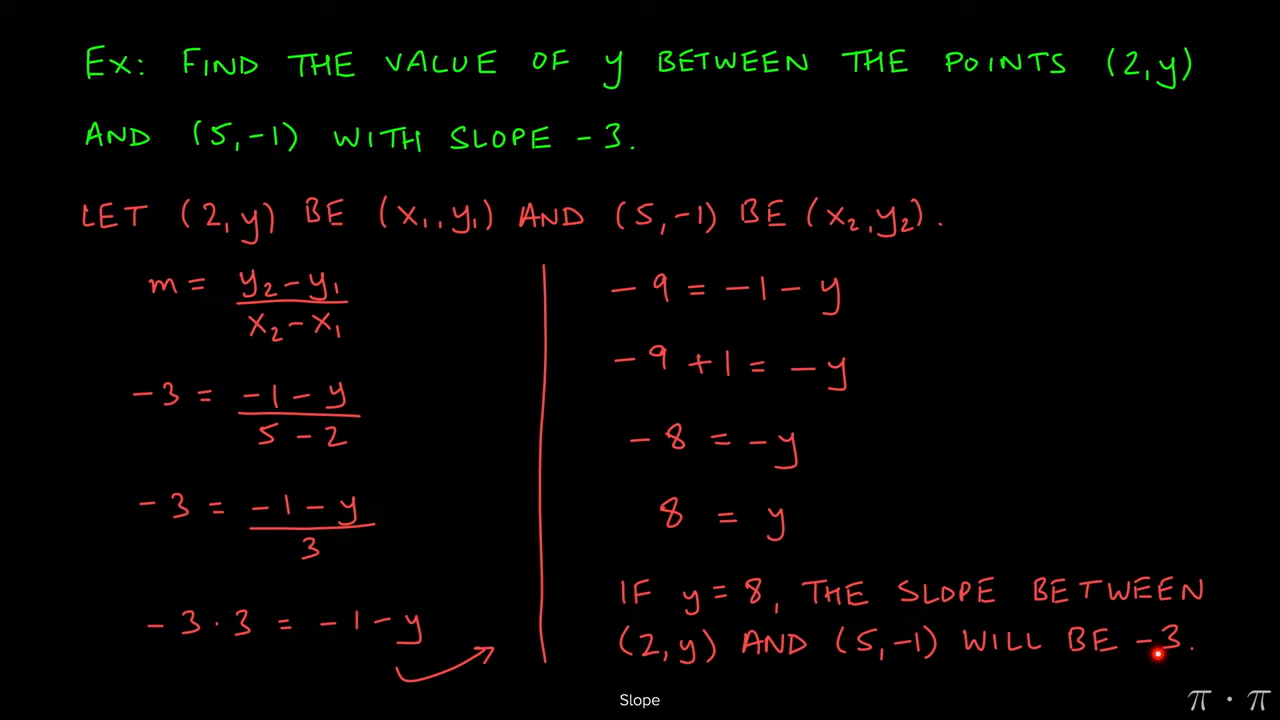 Ex: FIND THE VALUE OF y BETWEEN THE POINTS (2,y)
AND (5,-1) WITH SLOPE -3.
LET (2,y) BE (x₁,y₁) AND (5,-1) BE (x₂,y₂).
m = (y₂-y₁)/(x₂-x₁)
-3 = (-1-y)/(5-2)
-3 = (-1-y)/3
-3·3 = -1-y
-9 = -1-y
-9+1 = -y
-8 = -y
8 = y
IF y=8, THE SLOPE BETWEEN
(2,y) AND (5,-1) WILL BE -3.
Slope
π · π